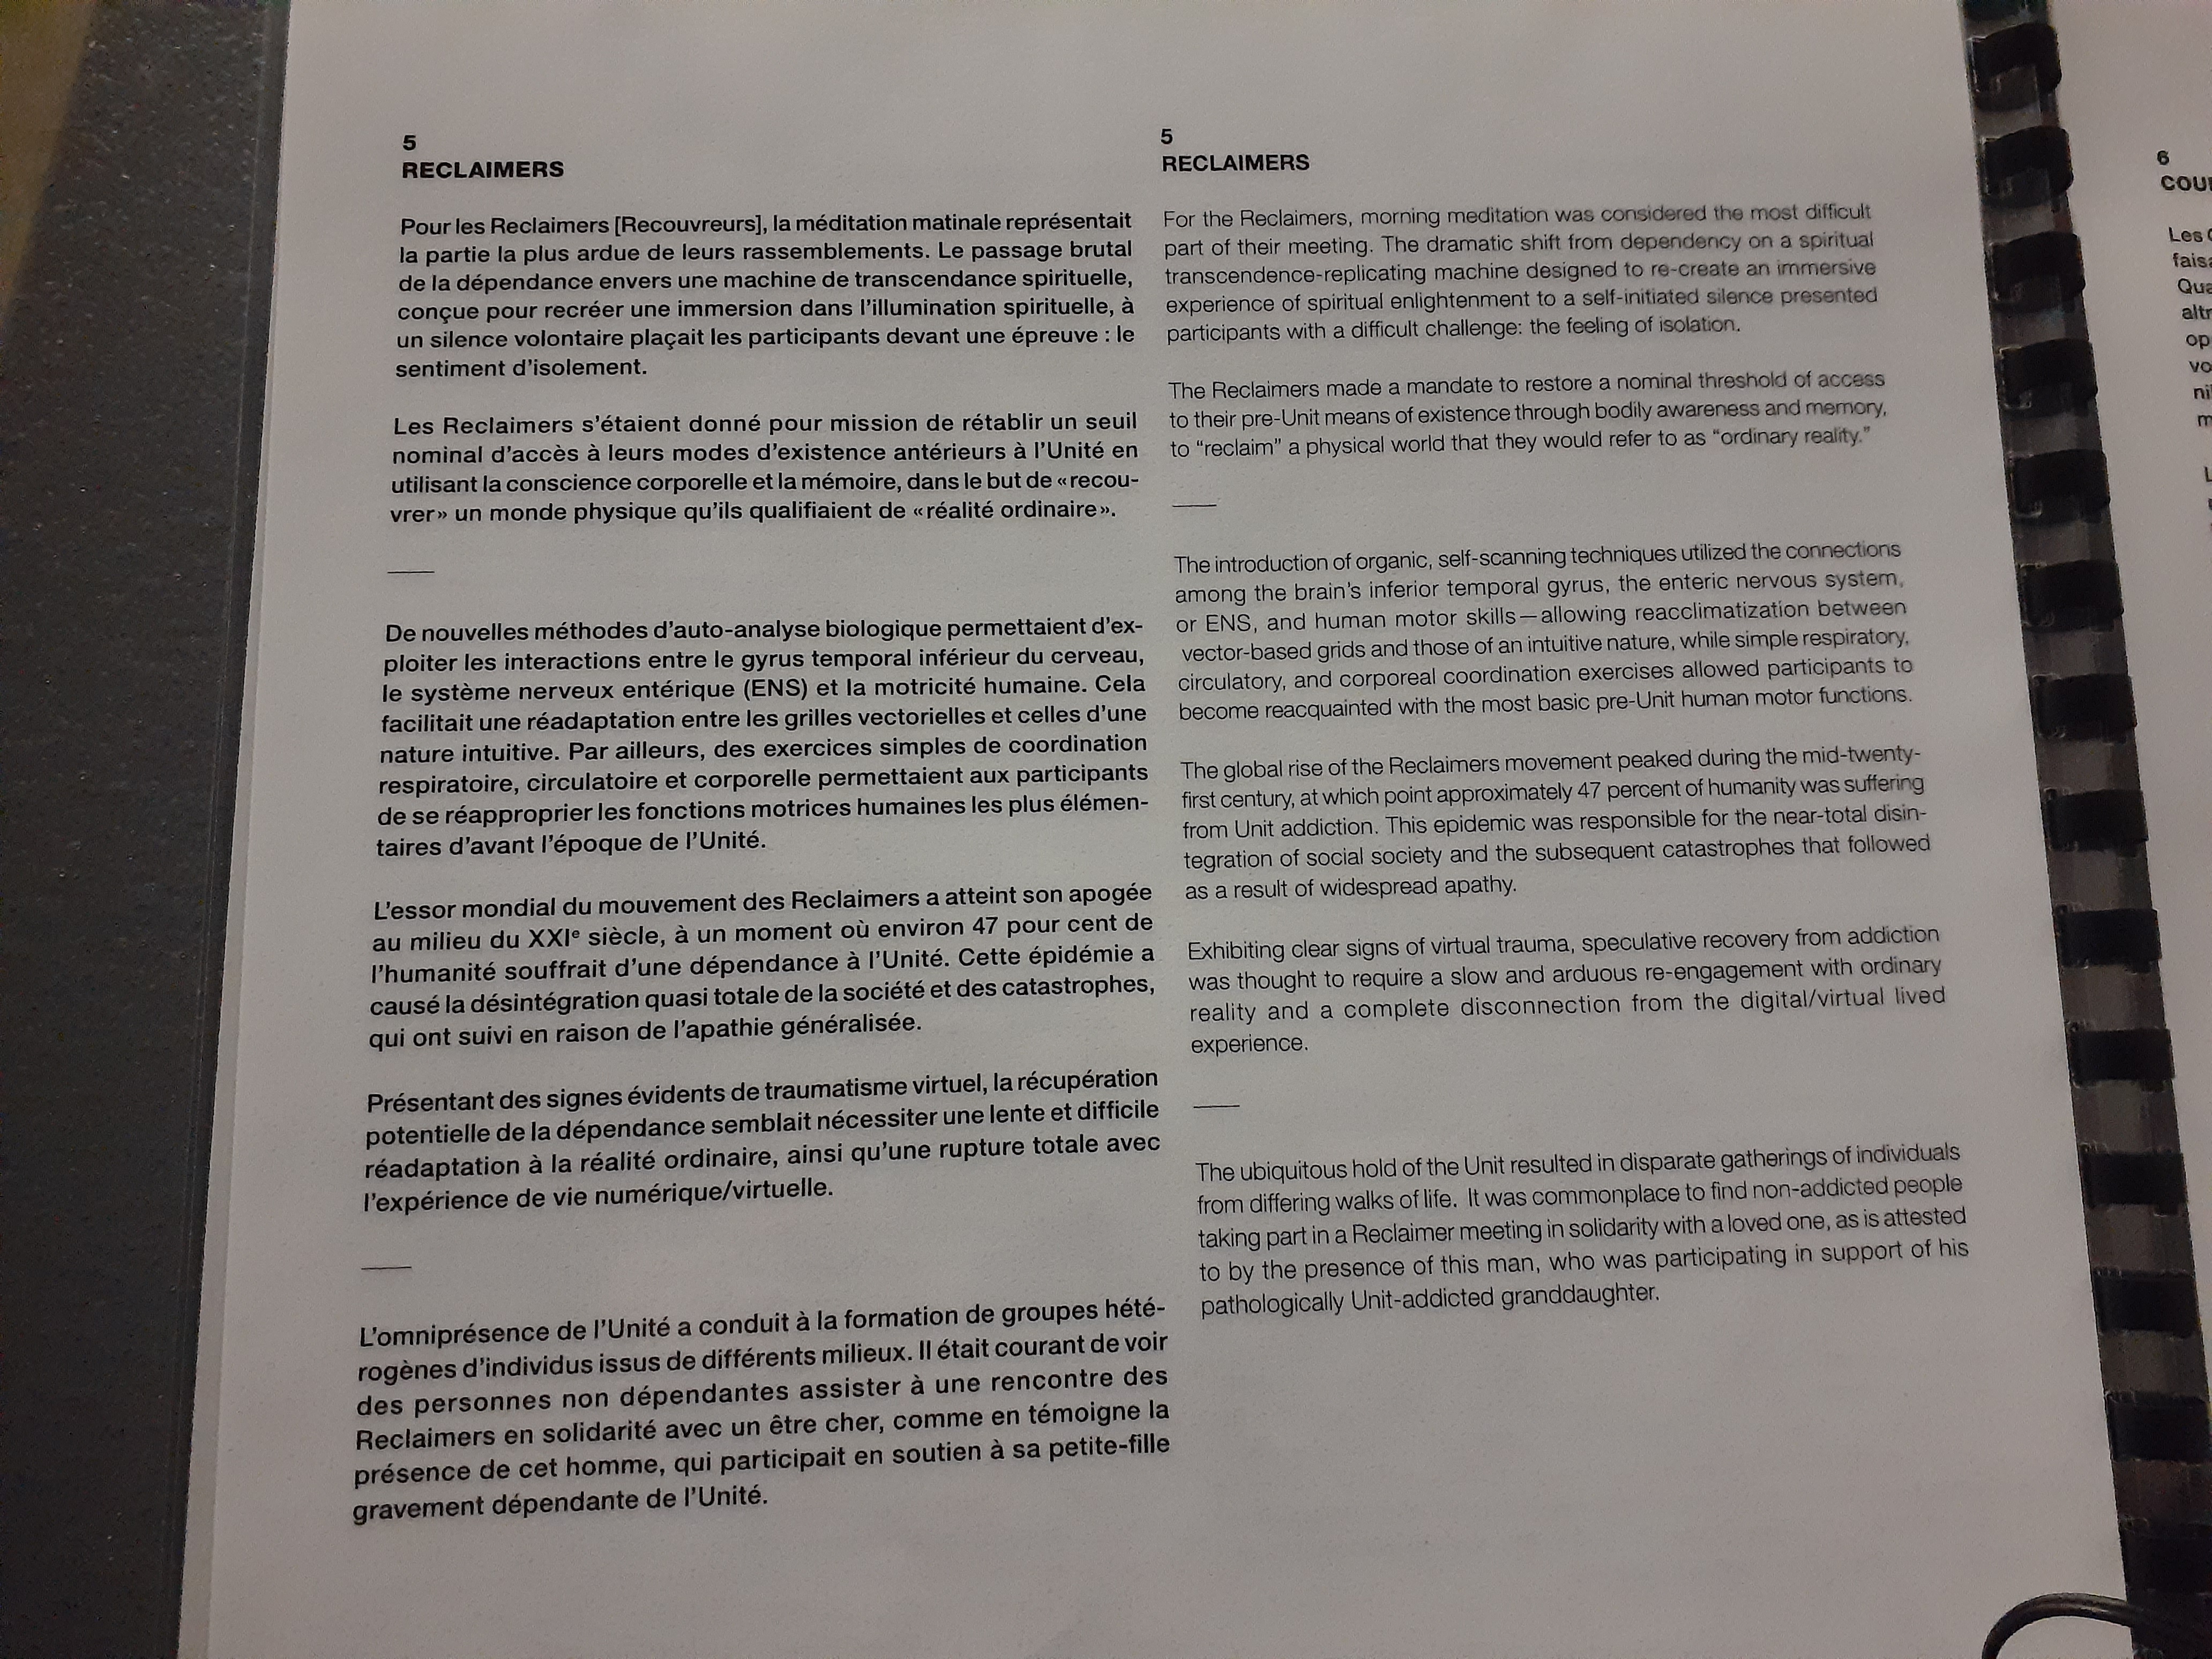 5
RECLAIMERS
Pour les Reclaimers [Recouvreurs], la méditation matinale représentait
la partie la plus ardue de leurs rassemblements. Le passage brutal
de la dépendance envers une machine de transcendance spirituelle,
conçue pour recréer une immersion dans l'illumination spirituelle, à
un silence volontaire plaçait les participants devant une épreuve : le
sentiment d'isolement.
Les Reclaimers s'étaient donné pour mission de rétablir un seuil
nominal d'accès à leurs modes d'existence antérieurs à l'Unité en
utilisant la conscience corporelle et la mémoire, dans le but de «recou-
vrer» un monde physique qu'ils qualifiaient de «réalité ordinaire».
De nouvelles méthodes d'auto-analyse biologique permettaient d'ex-
ploiter les interactions entre le gyrus temporal inférieur du cerveau,
le système nerveux entérique (ENS) et la motricité humaine. Cela
facilitait une réadaptation entre les grilles vectorielles et celles d'une
nature intuitive. Par ailleurs, des exercices simples de coordination
respiratoire, circulatoire et corporelle permettaient aux participants
de se réapproprier les fonctions motrices humaines les plus élémen-
taires d'avant l'époque de l'Unité.
L'essor mondial du mouvement des Reclaimers a atteint son apogée
au milieu du XXIe siècle, à un moment où environ 47 pour cent de
l'humanité souffrait d'une dépendance à l'Unité. Cette épidémie a
causé la désintégration quasi totale de la société et des catastrophes,
qui ont suivi en raison de l'apathie généralisée.
Présentant des signes évidents de traumatisme virtuel, la récupération
potentielle de la dépendance semblait nécessiter une lente et difficile
réadaptation à la réalité ordinaire, ainsi qu'une rupture totale avec
l'expérience de vie numérique/virtuelle.
L'omniprésence de l'Unité a conduit à la formation de groupes hété-
rogènes d'individus issus de différents milieux. Il était courant de voir
des personnes non dépendantes assister à une rencontre des
Reclaimers en solidarité avec un être cher, comme en témoigne la
présence de cet homme, qui participait en soutien à sa petite-fille
gravement dépendante de l'Unité.
5
RECLAIMERS
For the Reclaimers, morning meditation was considered the most difficult
part of their meeting. The dramatic shift from dependency on a spiritual
transcendence-replicating machine designed to re-create an immersive
experience of spiritual enlightenment to a self-initiated silence presented
participants with a difficult challenge: the feeling of isolation.
The Reclaimers made a mandate to restore a nominal threshold of access
to their pre-Unit means of existence through bodily awareness and memory,
to “reclaim” a physical world that they would refer to as “ordinary reality.”
The introduction of organic, self-scanning techniques utilized the connections
among the brain's inferior temporal gyrus, the enteric nervous system,
or ENS, and human motor skills—allowing reacclimatization between
vector-based grids and those of an intuitive nature, while simple respiratory,
circulatory, and corporeal coordination exercises allowed participants to
become reacquainted with the most basic pre-Unit human motor functions.
The global rise of the Reclaimers movement peaked during the mid-twenty-
first century, at which point approximately 47 percent of humanity was suffering
from Unit addiction. This epidemic was responsible for the near-total disin-
tegration of social society and the subsequent catastrophes that followed
as a result of widespread apathy.
Exhibiting clear signs of virtual trauma, speculative recovery from addiction
was thought to require a slow and arduous re-engagement with ordinary
reality and a complete disconnection from the digital/virtual lived
experience.
The ubiquitous hold of the Unit resulted in disparate gatherings of individuals
from differing walks of life. It was commonplace to find non-addicted people
taking part in a Reclaimer meeting in solidarity with a loved one, as is attested
to by the presence of this man, who was participating in support of his
pathologically Unit-addicted granddaughter.
6
Les